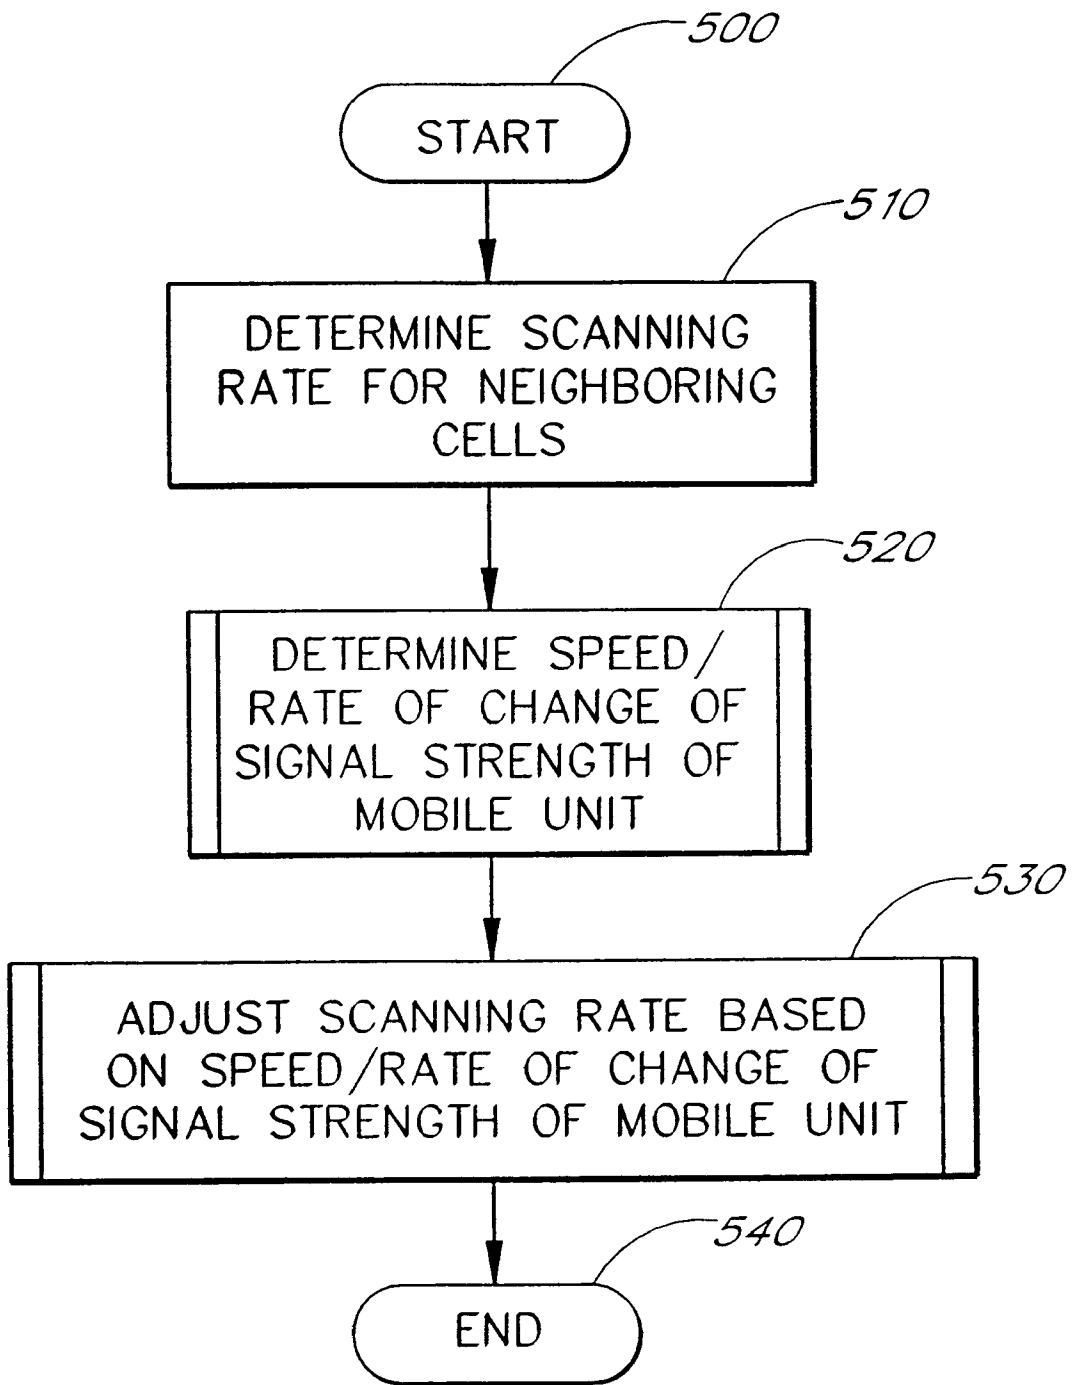 500
START
510
DETERMINE SCANNING
RATE FOR NEIGHBORING
CELLS
520
DETERMINE SPEED/
RATE OF CHANGE OF
SIGNAL STRENGTH OF
MOBILE UNIT
530
ADJUST SCANNING RATE BASED
ON SPEED/RATE OF CHANGE OF
SIGNAL STRENGTH OF MOBILE UNIT
540
END